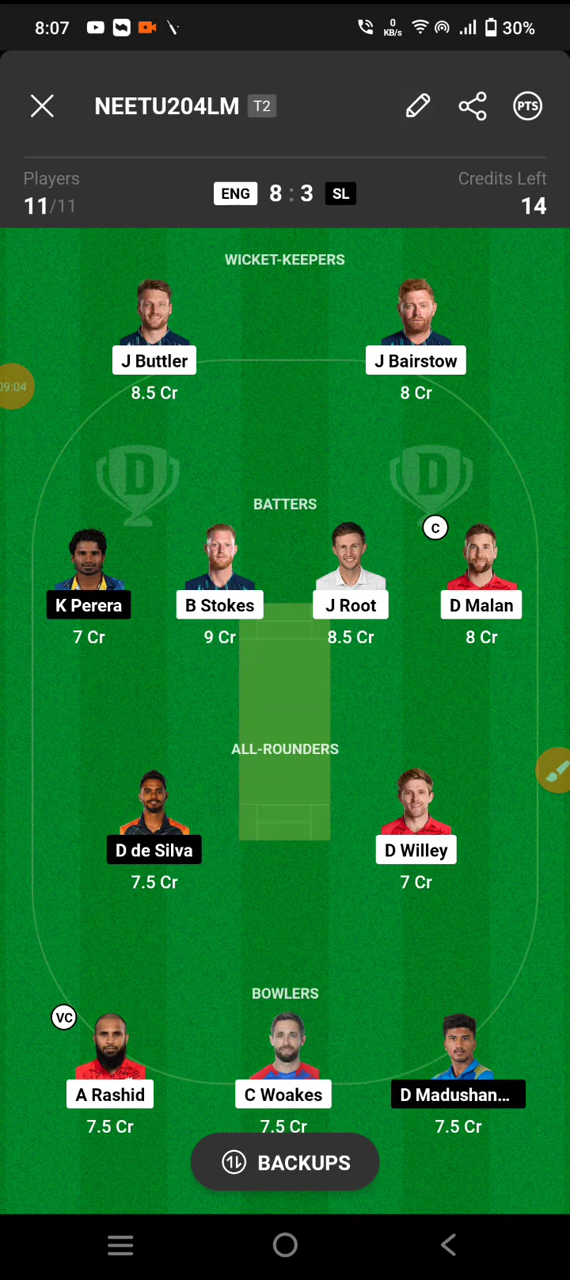 8:07 0 KB/s 30%
NEETU204LM T2 PTS
Players Credits Left
11/11 ENG 8 : 3 SL 14
WICKET-KEEPERS
J Buttler J Bairstow
8.5 Cr 8 Cr
09:04
D D
BATTERS
C
K Perera B Stokes J Root D Malan
7 Cr 9 Cr 8.5 Cr 8 Cr
ALL-ROUNDERS
D de Silva D Willey
7.5 Cr 7 Cr
BOWLERS
VC
A Rashid C Woakes D Madushan...
7.5 Cr 7.5 Cr 7.5 Cr
BACKUPS